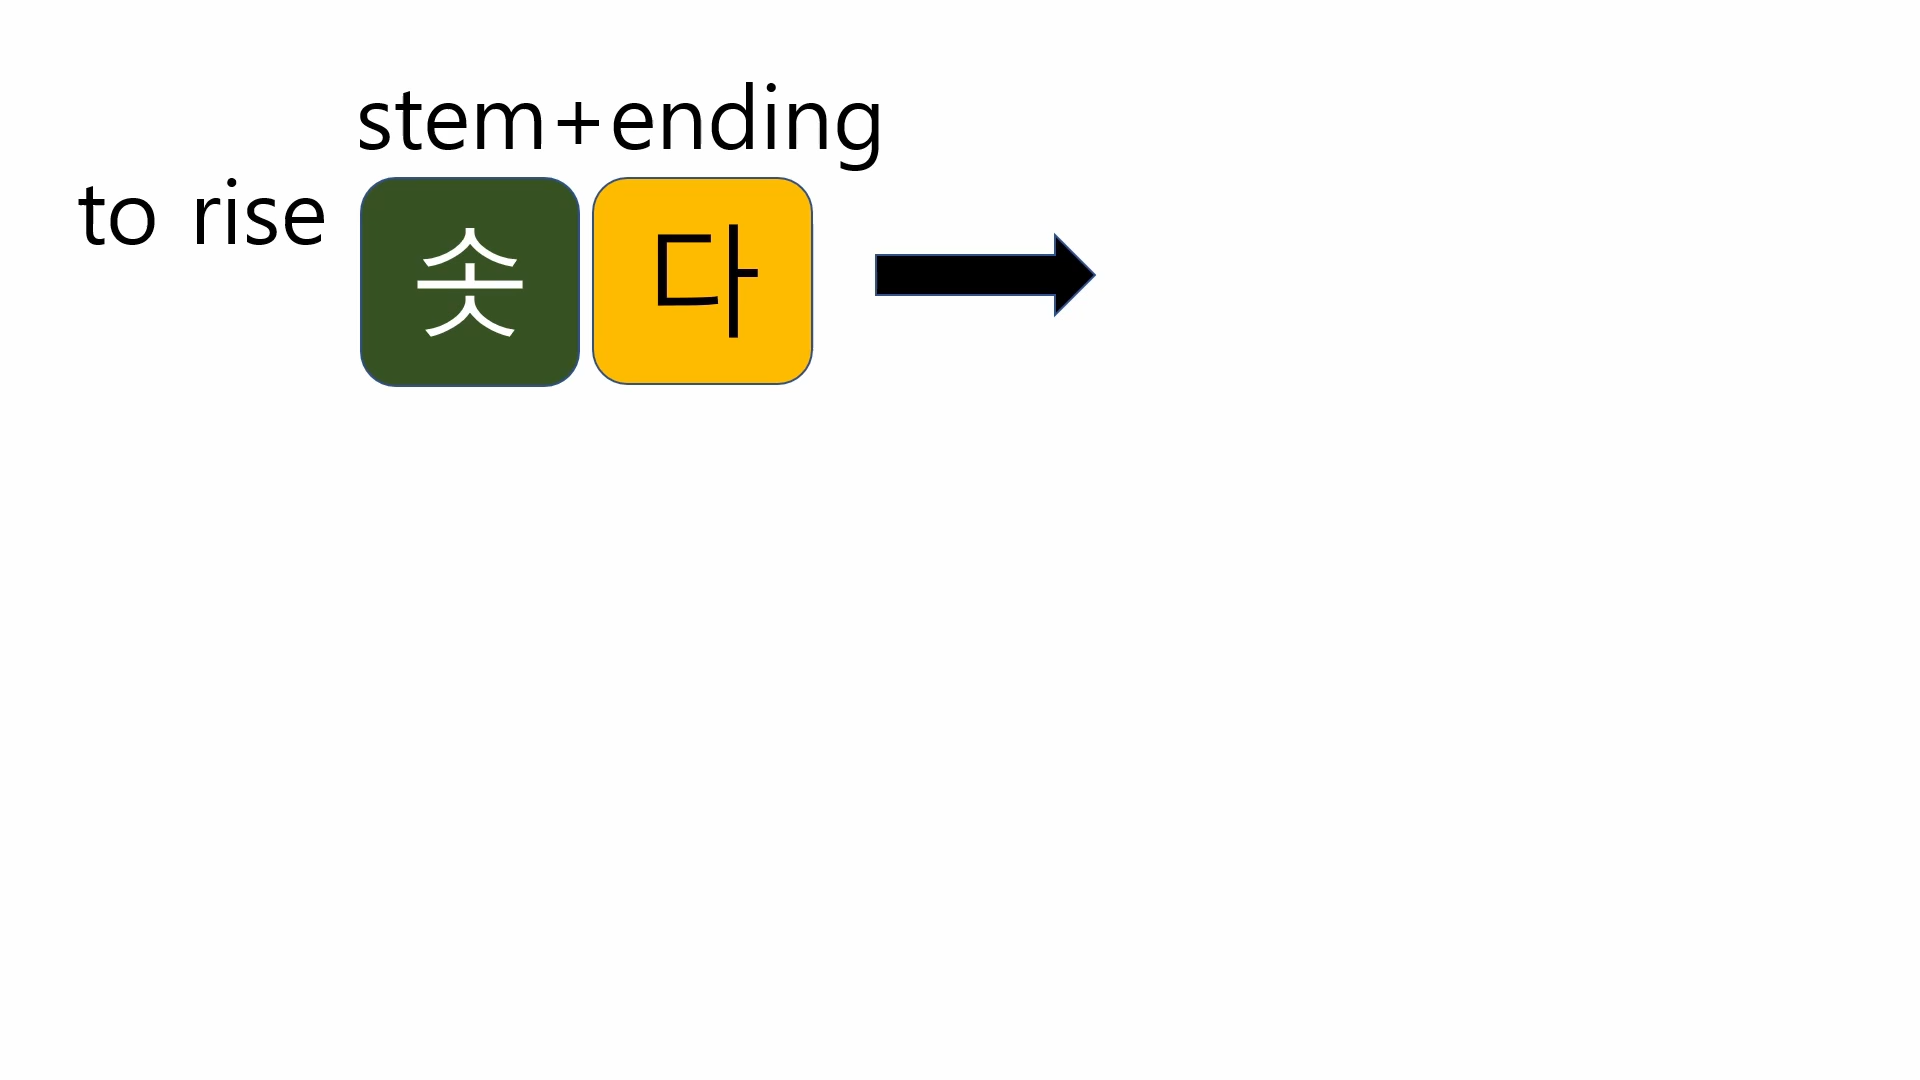 stem+ending
to rise 솟 다